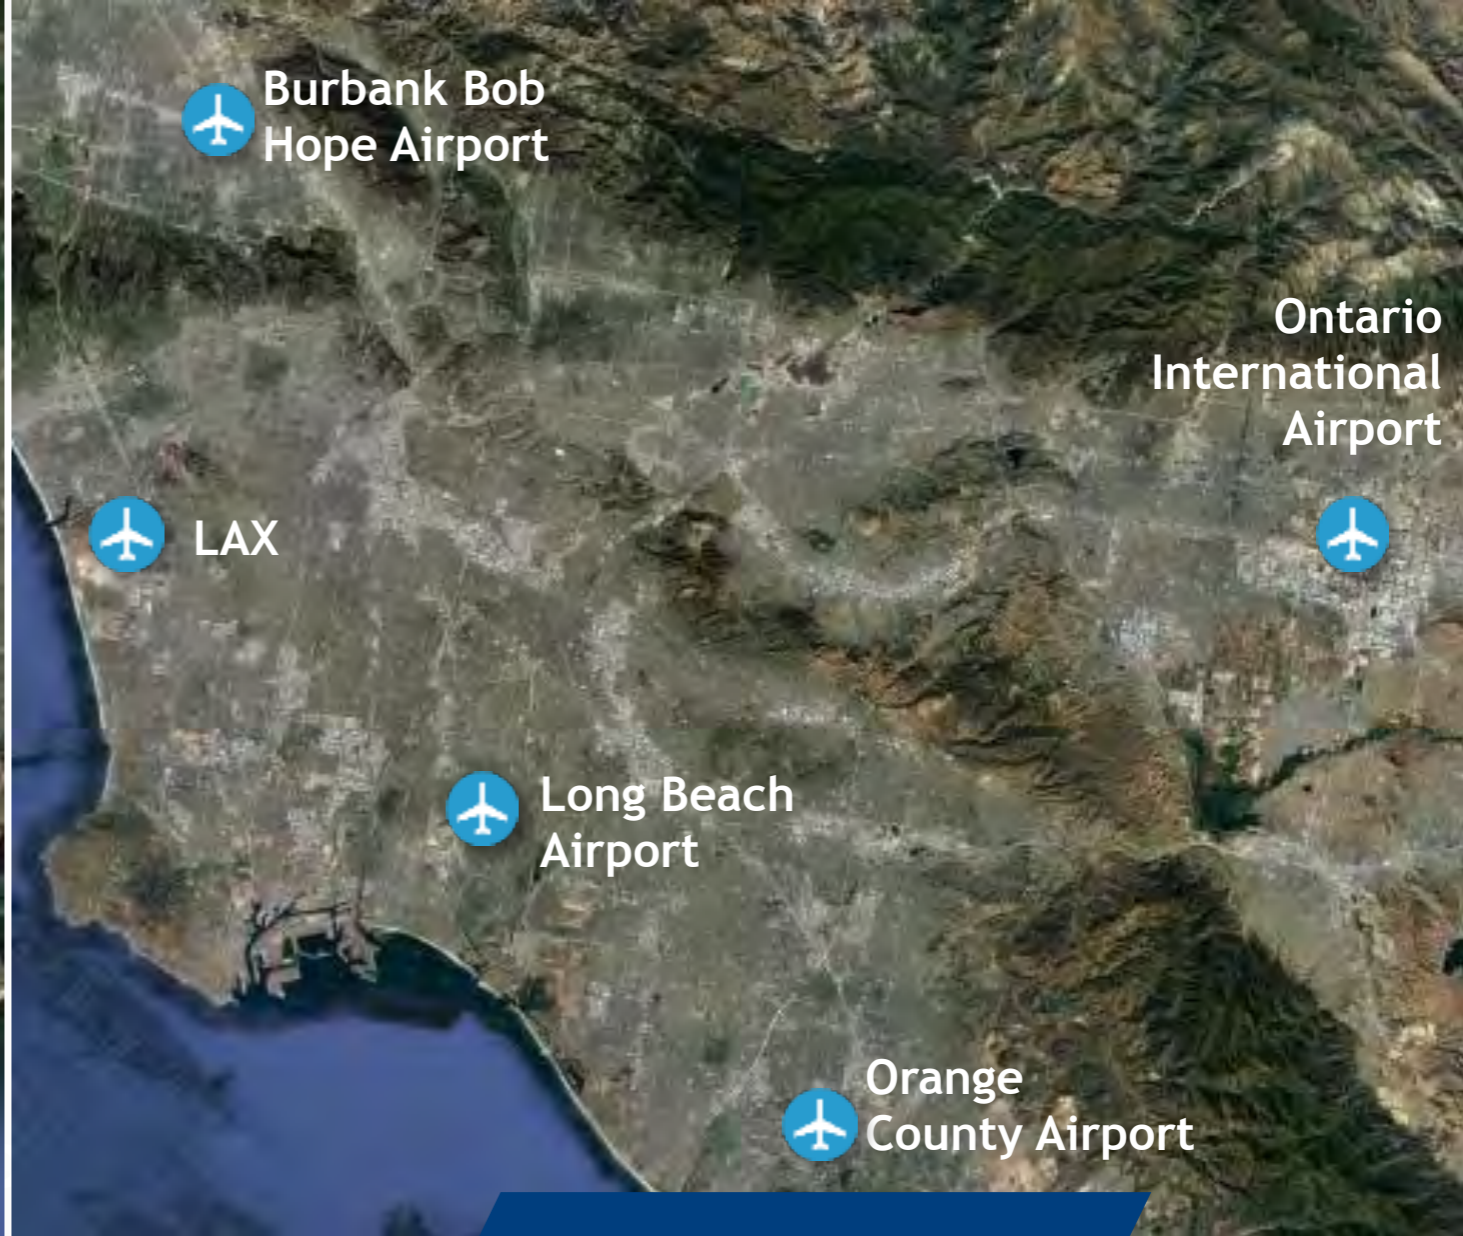 Burbank Bob
Hope Airport
Ontario
International
Airport
LAX
Long Beach
Airport
Orange
County Airport